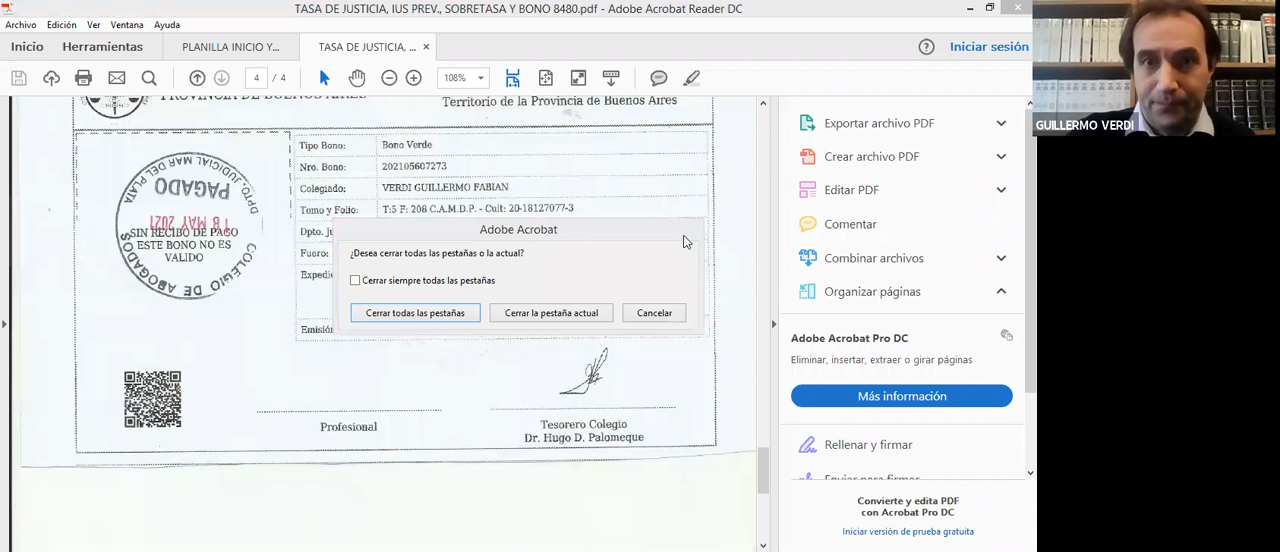 TASA DE JUSTICIA, IUS PREV., SOBRETASA Y BONO 8480.pdf - Adobe Acrobat Reader DC
Archivo Edición Ver Ventana Ayuda
Inicio Herramientas PLANILLA INICIO Y... TASA DE JUSTICIA, ... × ? Iniciar sesión
4 / 4 108%
PROVINCIA DE BUENOS AIRES Territorio de la Provincia de Buenos Aires
Tipo Bono: Bono Verde
Nro. Bono: 202105607273
Colegiado: VERDI GUILLERMO FABIAN
Tomo y Folio: T:5 F: 208 C.A.M.D.P. - Cuit: 20-18127077-3
Dpto. Ju
Fuero:
Expedie
Emisió
COLEGIO DE ABOGADOS
DPTO. JUDICIAL MAR DEL PLATA
PAGADO
18 MAY 2021
SIN RECIBO DE PAGO
ESTE BONO NO ES
VALIDO
Adobe Acrobat
¿Desea cerrar todas las pestañas o la actual?
Cerrar siempre todas las pestañas
Cerrar todas las pestañas Cerrar la pestaña actual Cancelar
Profesional
Tesorero Colegio
Dr. Hugo D. Palomeque
Exportar archivo PDF
Crear archivo PDF
Editar PDF
Comentar
Combinar archivos
Organizar páginas
Adobe Acrobat Pro DC
Eliminar, insertar, extraer o girar páginas
Más información
Rellenar y firmar
Enviar para firmar
Convierte y edita PDF
con Acrobat Pro DC
Iniciar versión de prueba gratuita
GUILLERMO VERDI